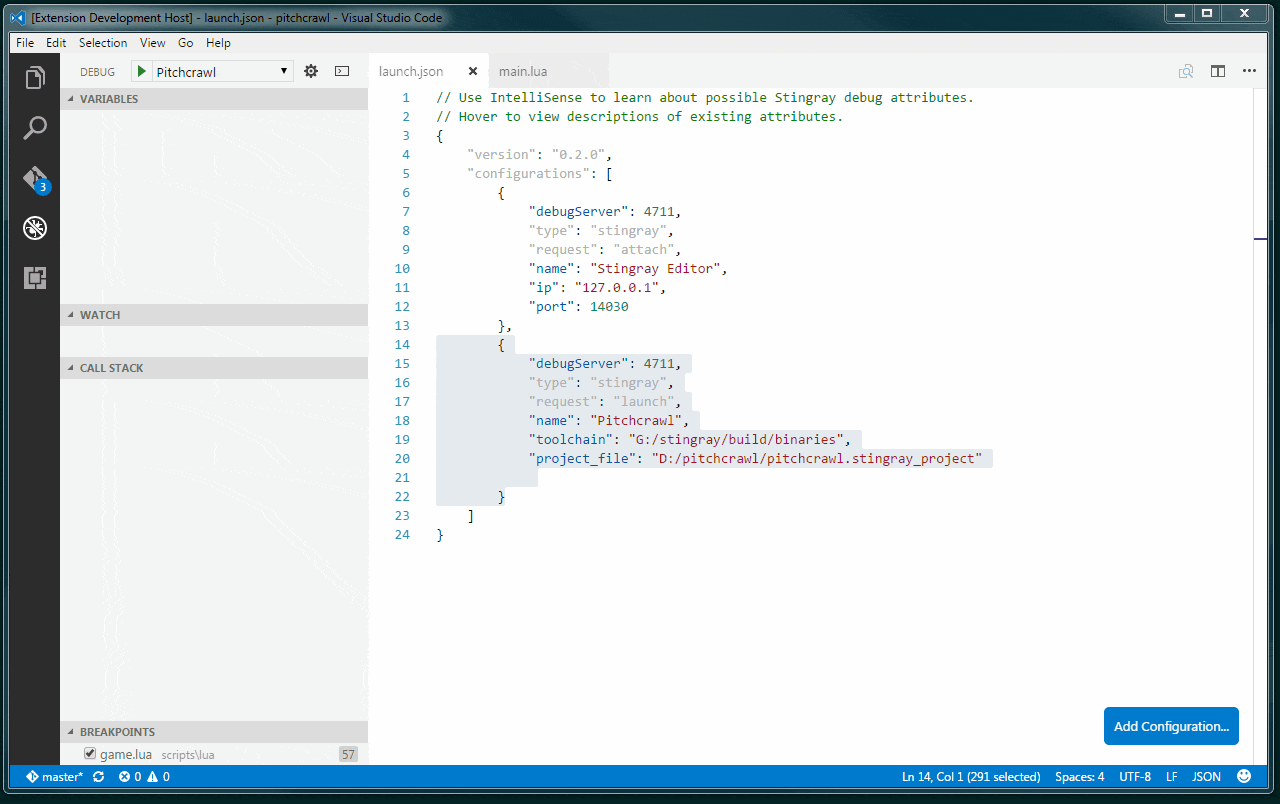 [Extension Development Host] - launch.json - pitchcrawl - Visual Studio Code
File Edit Selection View Go Help
DEBUG Pitchcrawl
launch.json main.lua
VARIABLES
WATCH
CALL STACK
BREAKPOINTS
game.lua scripts\lua 57
3
1 // Use IntelliSense to learn about possible Stingray debug attributes.
2 // Hover to view descriptions of existing attributes.
3 {
4 "version": "0.2.0",
5 "configurations": [
6 {
7 "debugServer": 4711,
8 "type": "stingray",
9 "request": "attach",
10 "name": "Stingray Editor",
11 "ip": "127.0.0.1",
12 "port": 14030
13 },
14 {
15 "debugServer": 4711,
16 "type": "stingray",
17 "request": "launch",
18 "name": "Pitchcrawl",
19 "toolchain": "G:/stingray/build/binaries",
20 "project_file": "D:/pitchcrawl/pitchcrawl.stingray_project"
21
22 }
23 ]
24 }
Add Configuration...
master* 0 0 Ln 14, Col 1 (291 selected) Spaces: 4 UTF-8 LF JSON